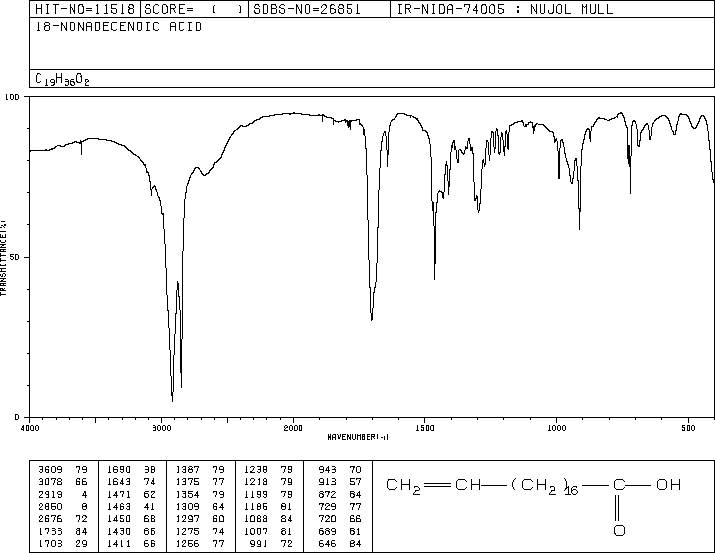 HIT-NO=11518 SCORE= ( ) SDBS-NO=26851 IR-NIDA-74005 : NUJOL MULL
18-NONADECENOIC ACID
C19H36O2
100
50
0
TRANSMITTANCE(%)
4000 3000 2000 1500 1000 500
WAVENUMBER(-1)
3609 79 1690 38 1387 79 1238 79 943 70
3078 66 1643 74 1375 77 1218 79 913 57
2919 4 1471 62 1354 79 1199 79 872 84
2850 8 1463 41 1309 64 1186 81 729 77
2676 72 1450 68 1297 60 1088 84 720 66
1733 84 1430 66 1275 74 1007 81 689 81
1703 29 1411 66 1256 77 991 72 646 84
CH2 CH (CH2)16 C OH
O